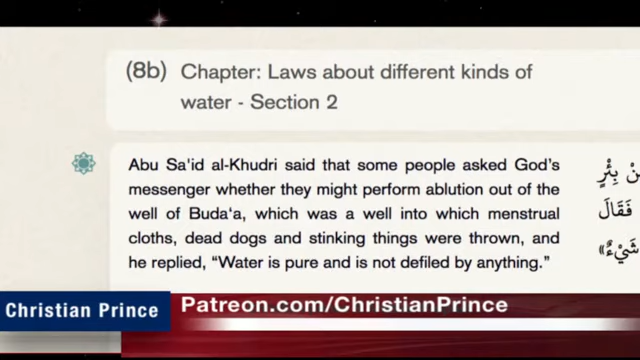 (8b) Chapter: Laws about different kinds of
water - Section 2
Abu Sa'id al-Khudri said that some people asked God's
messenger whether they might perform ablution out of the
well of Buda'a, which was a well into which menstrual
cloths, dead dogs and stinking things were thrown, and
he replied, "Water is pure and is not defiled by anything."
بِئْرِ
فَقَالَ
شَيْءٌ»
Christian Prince
Patreon.com/ChristianPrince